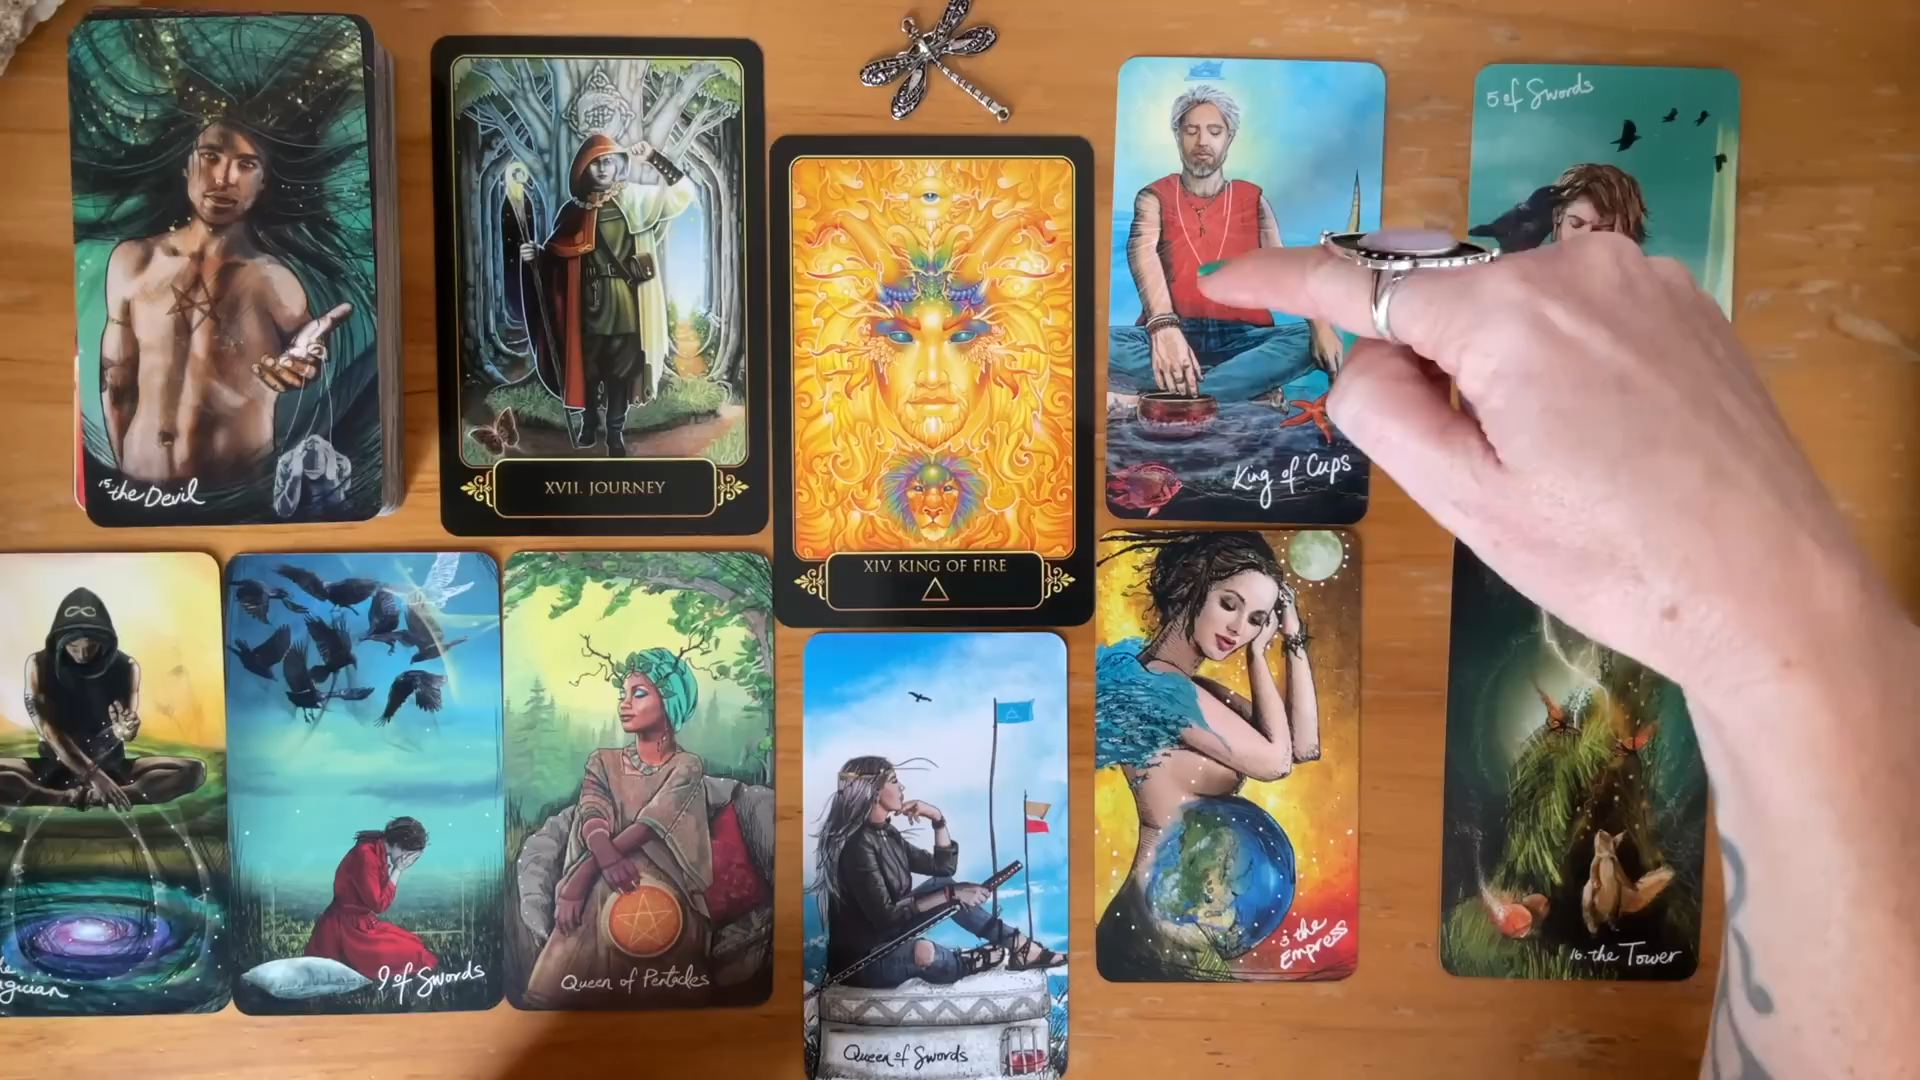 15 the Devil
XVII. JOURNEY
XIV. KING OF FIRE
King of Cups
5 of Swords
9 of Swords
Queen of Pentacles
Queen of Swords
3 the
Empress
16. the Tower